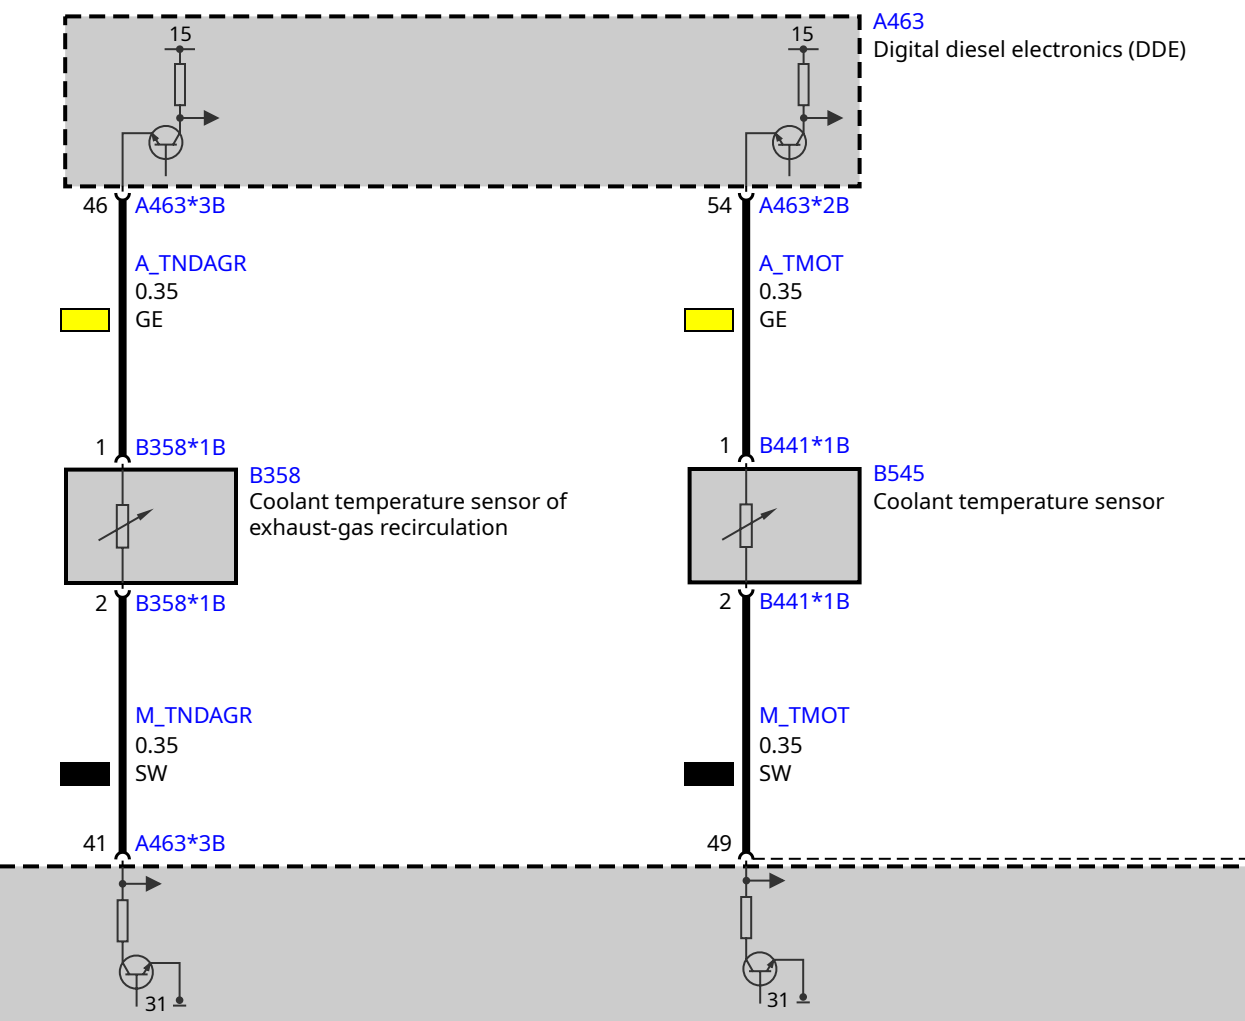 15
15
A463
Digital diesel electronics (DDE)
46 A463*3B
54 A463*2B
A_TNDAGR
0.35
GE
A_TMOT
0.35
GE
1 B358*1B
1 B441*1B
B358
Coolant temperature sensor of
exhaust-gas recirculation
B545
Coolant temperature sensor
2 B358*1B
2 B441*1B
M_TNDAGR
0.35
SW
M_TMOT
0.35
SW
41 A463*3B
49
31
31